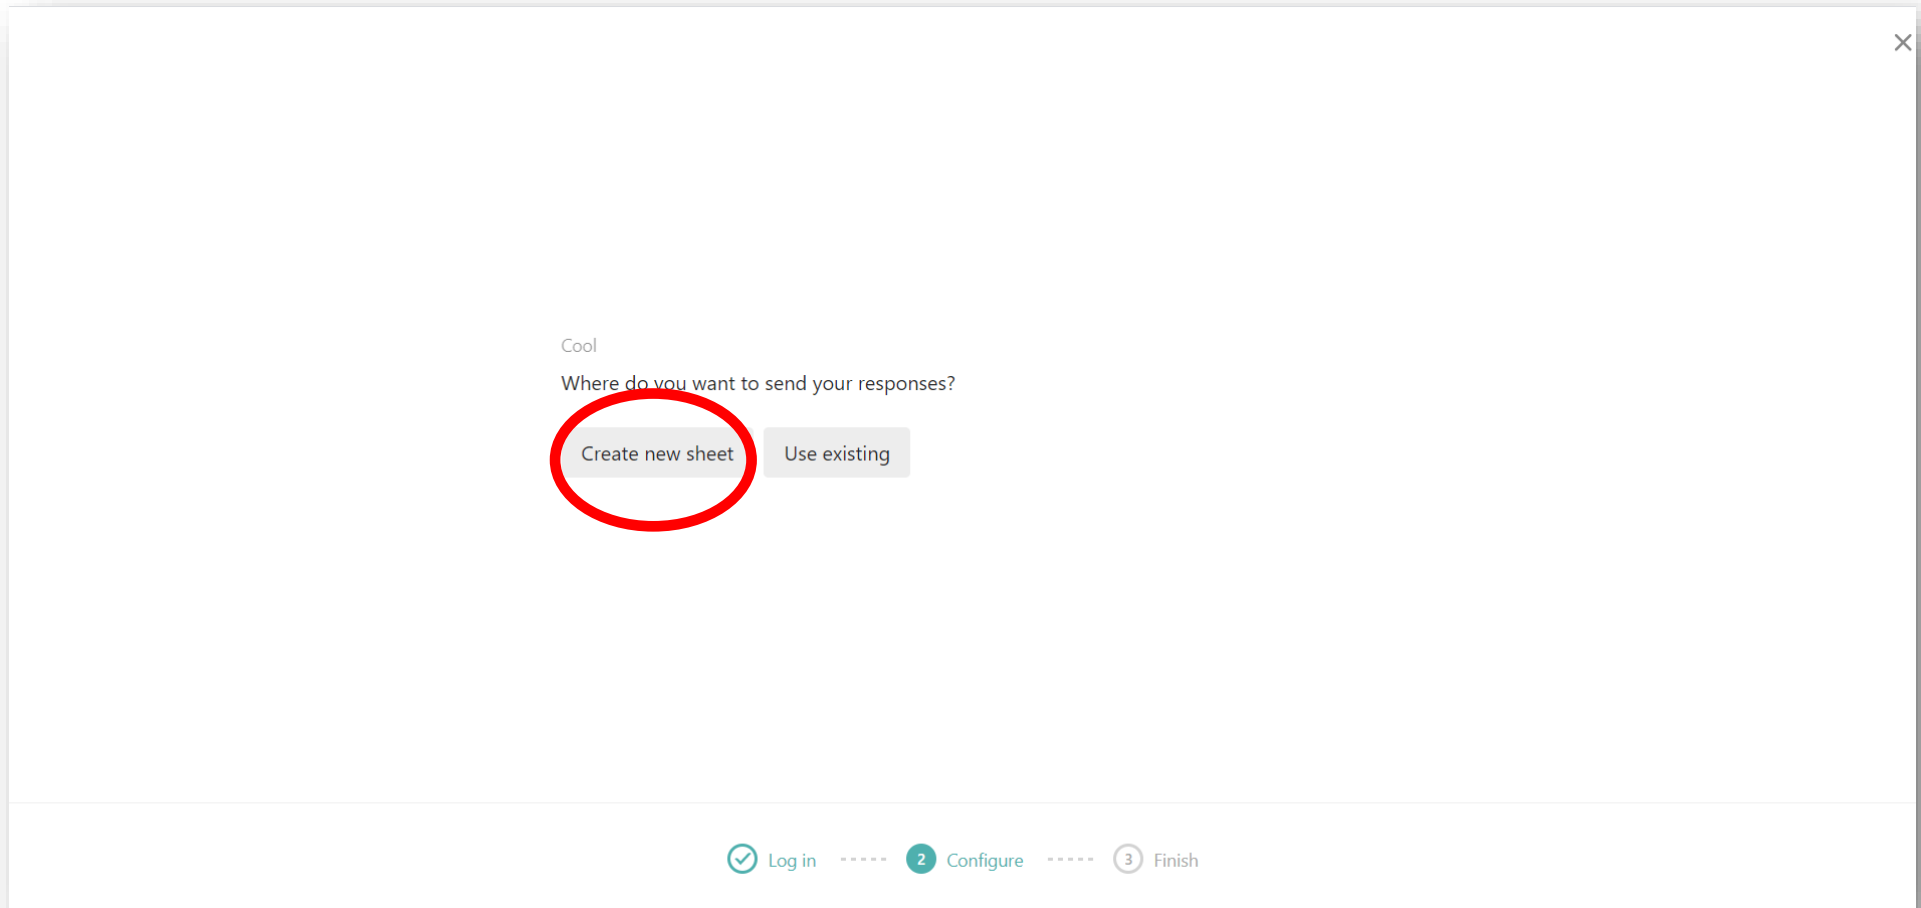 Cool
Where do you want to send your responses?
Create new sheet Use existing
Log in 2 Configure 3 Finish